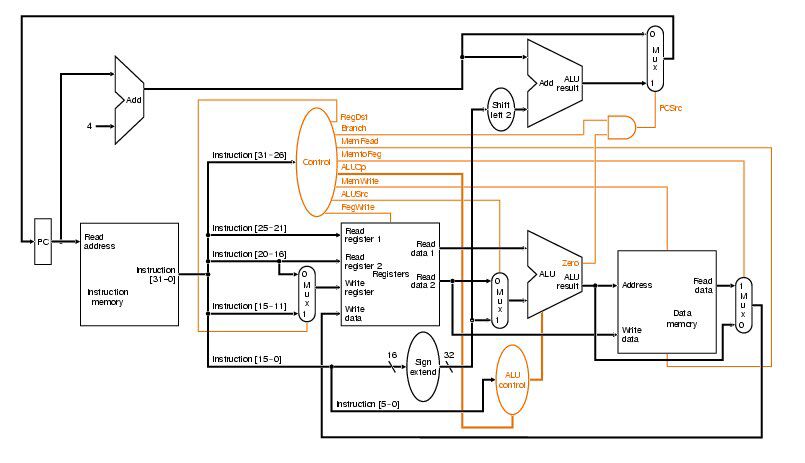 0
M
u
x
1
Add
4
Add
ALU
result
Shift
left 2
PCSrc
RegDst
Branch
MemRead
MemtoReg
ALUOp
MemWrite
ALUSrc
RegWrite
Control
Instruction [31–26]
Instruction [25–21]
Instruction [20–16]
Instruction [15–11]
Instruction [15–0]
Instruction [5–0]
PC
Read
address
Instruction
[31–0]
Instruction
memory
0
M
u
x
1
Read
register 1
Read
register 2
Write
register
Write
data
Registers
Read
data 1
Read
data 2
0
M
u
x
1
Zero
ALU
ALU
result
Address
Read
data
Write
data
Data
memory
1
M
u
x
0
16
Sign
extend
32
ALU
control